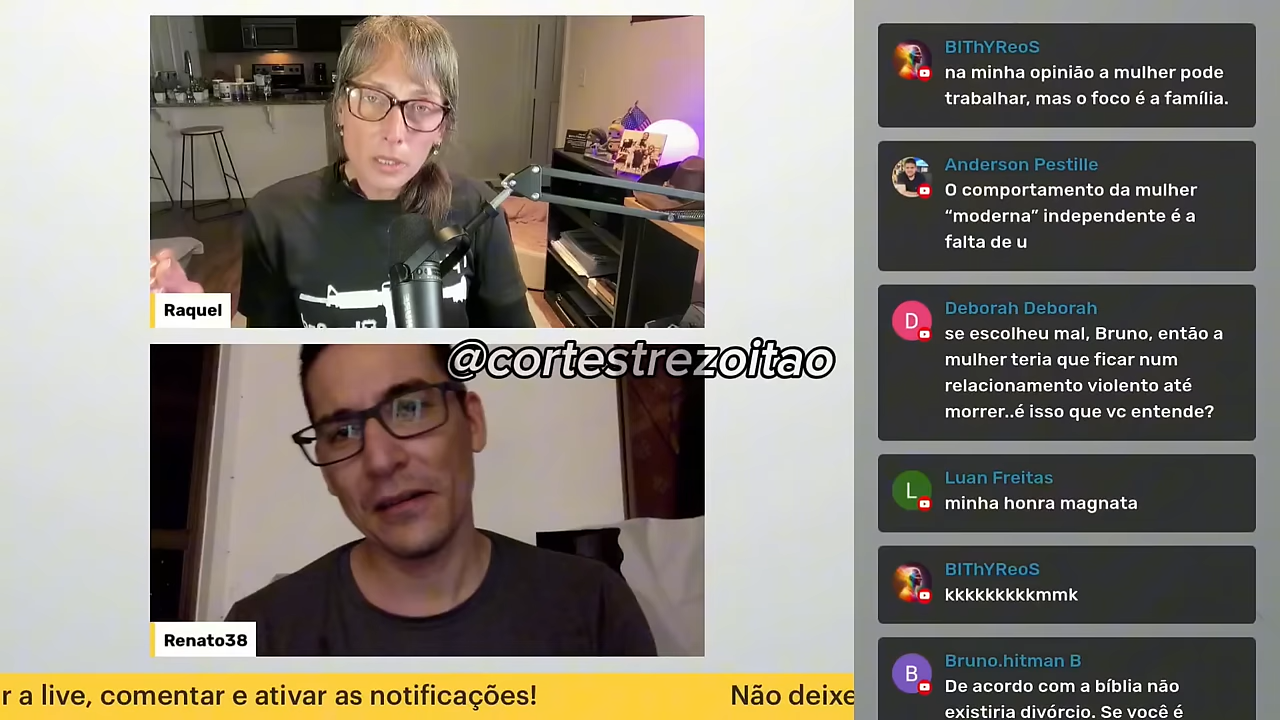 Raquel
@cortestrezoitao
Renato38
r a live, comentar e ativar as notificações!
Não deixe
BIThYReoS
na minha opinião a mulher pode
trabalhar, mas o foco é a família.
Anderson Pestille
O comportamento da mulher
“moderna” independente é a
falta de u
Deborah Deborah
D
se escolheu mal, Bruno, então a
mulher teria que ficar num
relacionamento violento até
morrer..é isso que vc entende?
Luan Freitas
L
minha honra magnata
BIThYReoS
kkkkkkkkkmmk
Bruno.hitman B
B
De acordo com a bíblia não
existiria divórcio. Se você é